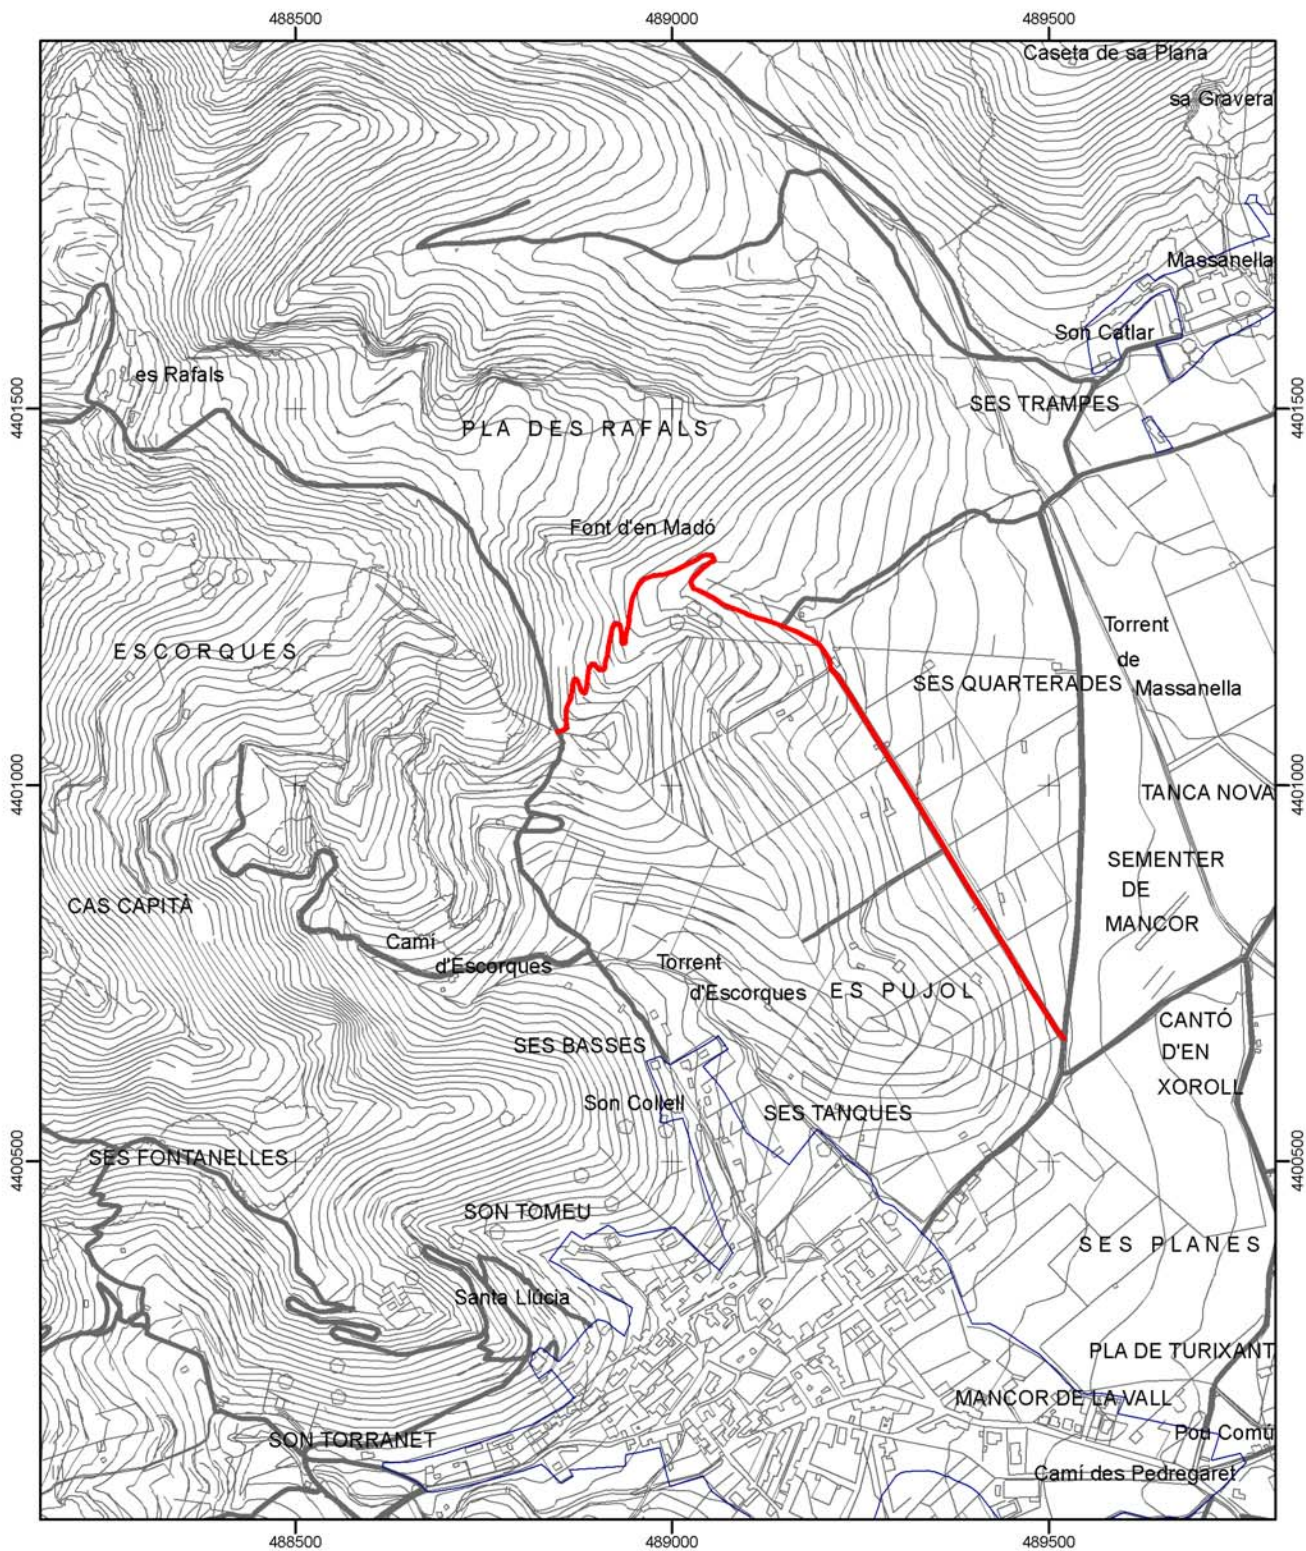 488500
489000
489500
Caseta de sa Plana
sa Gravera
Massanella
Son Catlar
es Rafals
SES TRAMPES
4401500
4401500
PLA DES RAFALS
Font d'en Madó
Torrent
de
Massanella
ESCORQUES
SES QUARTERADES
4401000
4401000
TANCA NOVA
SEMENTER
DE
MANCOR
CAS CAPITÀ
Camí
d'Escorques
Torrent
d'Escorques
ES PUJOL
CANTÓ
D'EN
XOROLL
SES BASSES
Son Collell
SES TANQUES
4400500
4400500
SES FONTANELLES
SON TOMEU
SES PLANES
Santa Llúcia
PLA DE TURIXANT
MANCOR DE LA VALL
Pou Comú
SON TORRANET
Camí des Pedregaret
488500
489000
489500